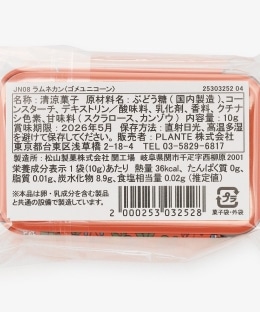 JN08 ラムネカン(ゴメユニコーン) 25303252 04
名称：清涼菓子 原材料名：ぶどう糖(国内製造)、コー
ンスターチ、デキストリン/酸味料、乳化剤、香料、クチナ
シ色素、甘味料(スクラロース、カンゾウ) 内容量：10g
賞味期限：2026年5月 保存方法：直射日光、高温多湿
を避けて保存してください 販売者：PLANTE株式会社
東京都台東区浅草橋2-18-4 TEL 03-5829-6817
製造所：松山製菓株式会社 関工場 岐阜県関市千疋字西柳原2001
栄養成分表示1袋(10g)あたり 熱量 36kcal、たんぱく質 0g、
脂質 0.01g、炭水化物 8.9g、食塩相当量 0.02g (推定値)
※本品は卵・乳成分を含む製品
と共通の設備で製造しています
プラ
菓子袋・外袋
2 000253 032528